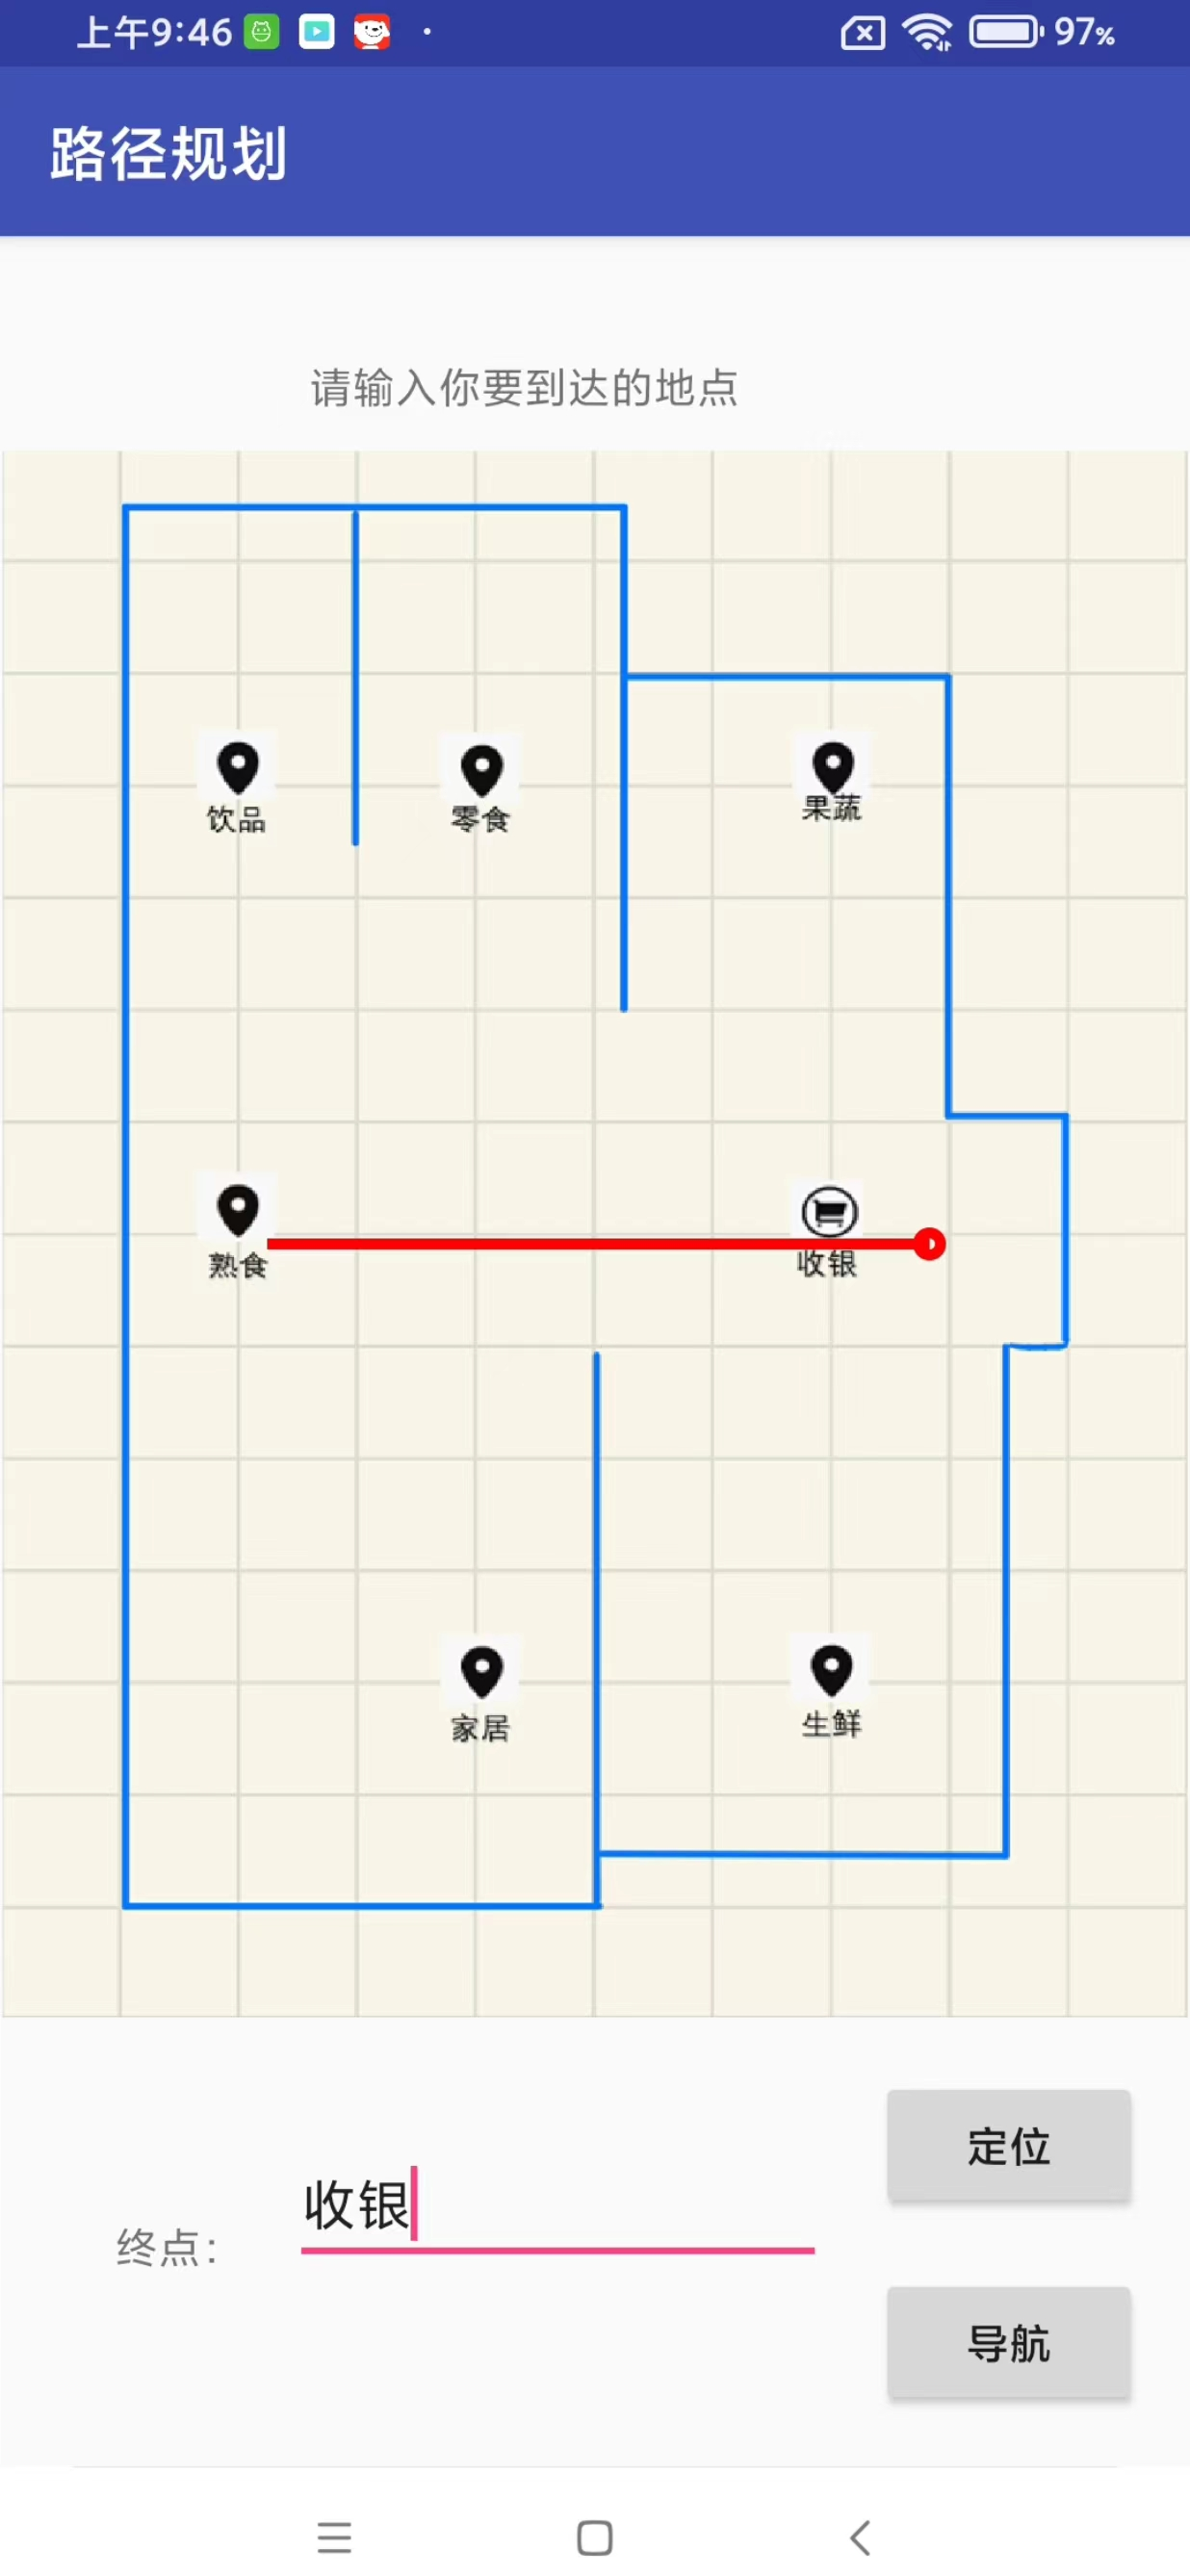 上午9:46
97%
路径规划
请输入你要到达的地点
饮品
零食
果蔬
熟食
收银
家居
生鲜
定位
终点：
收银
导航